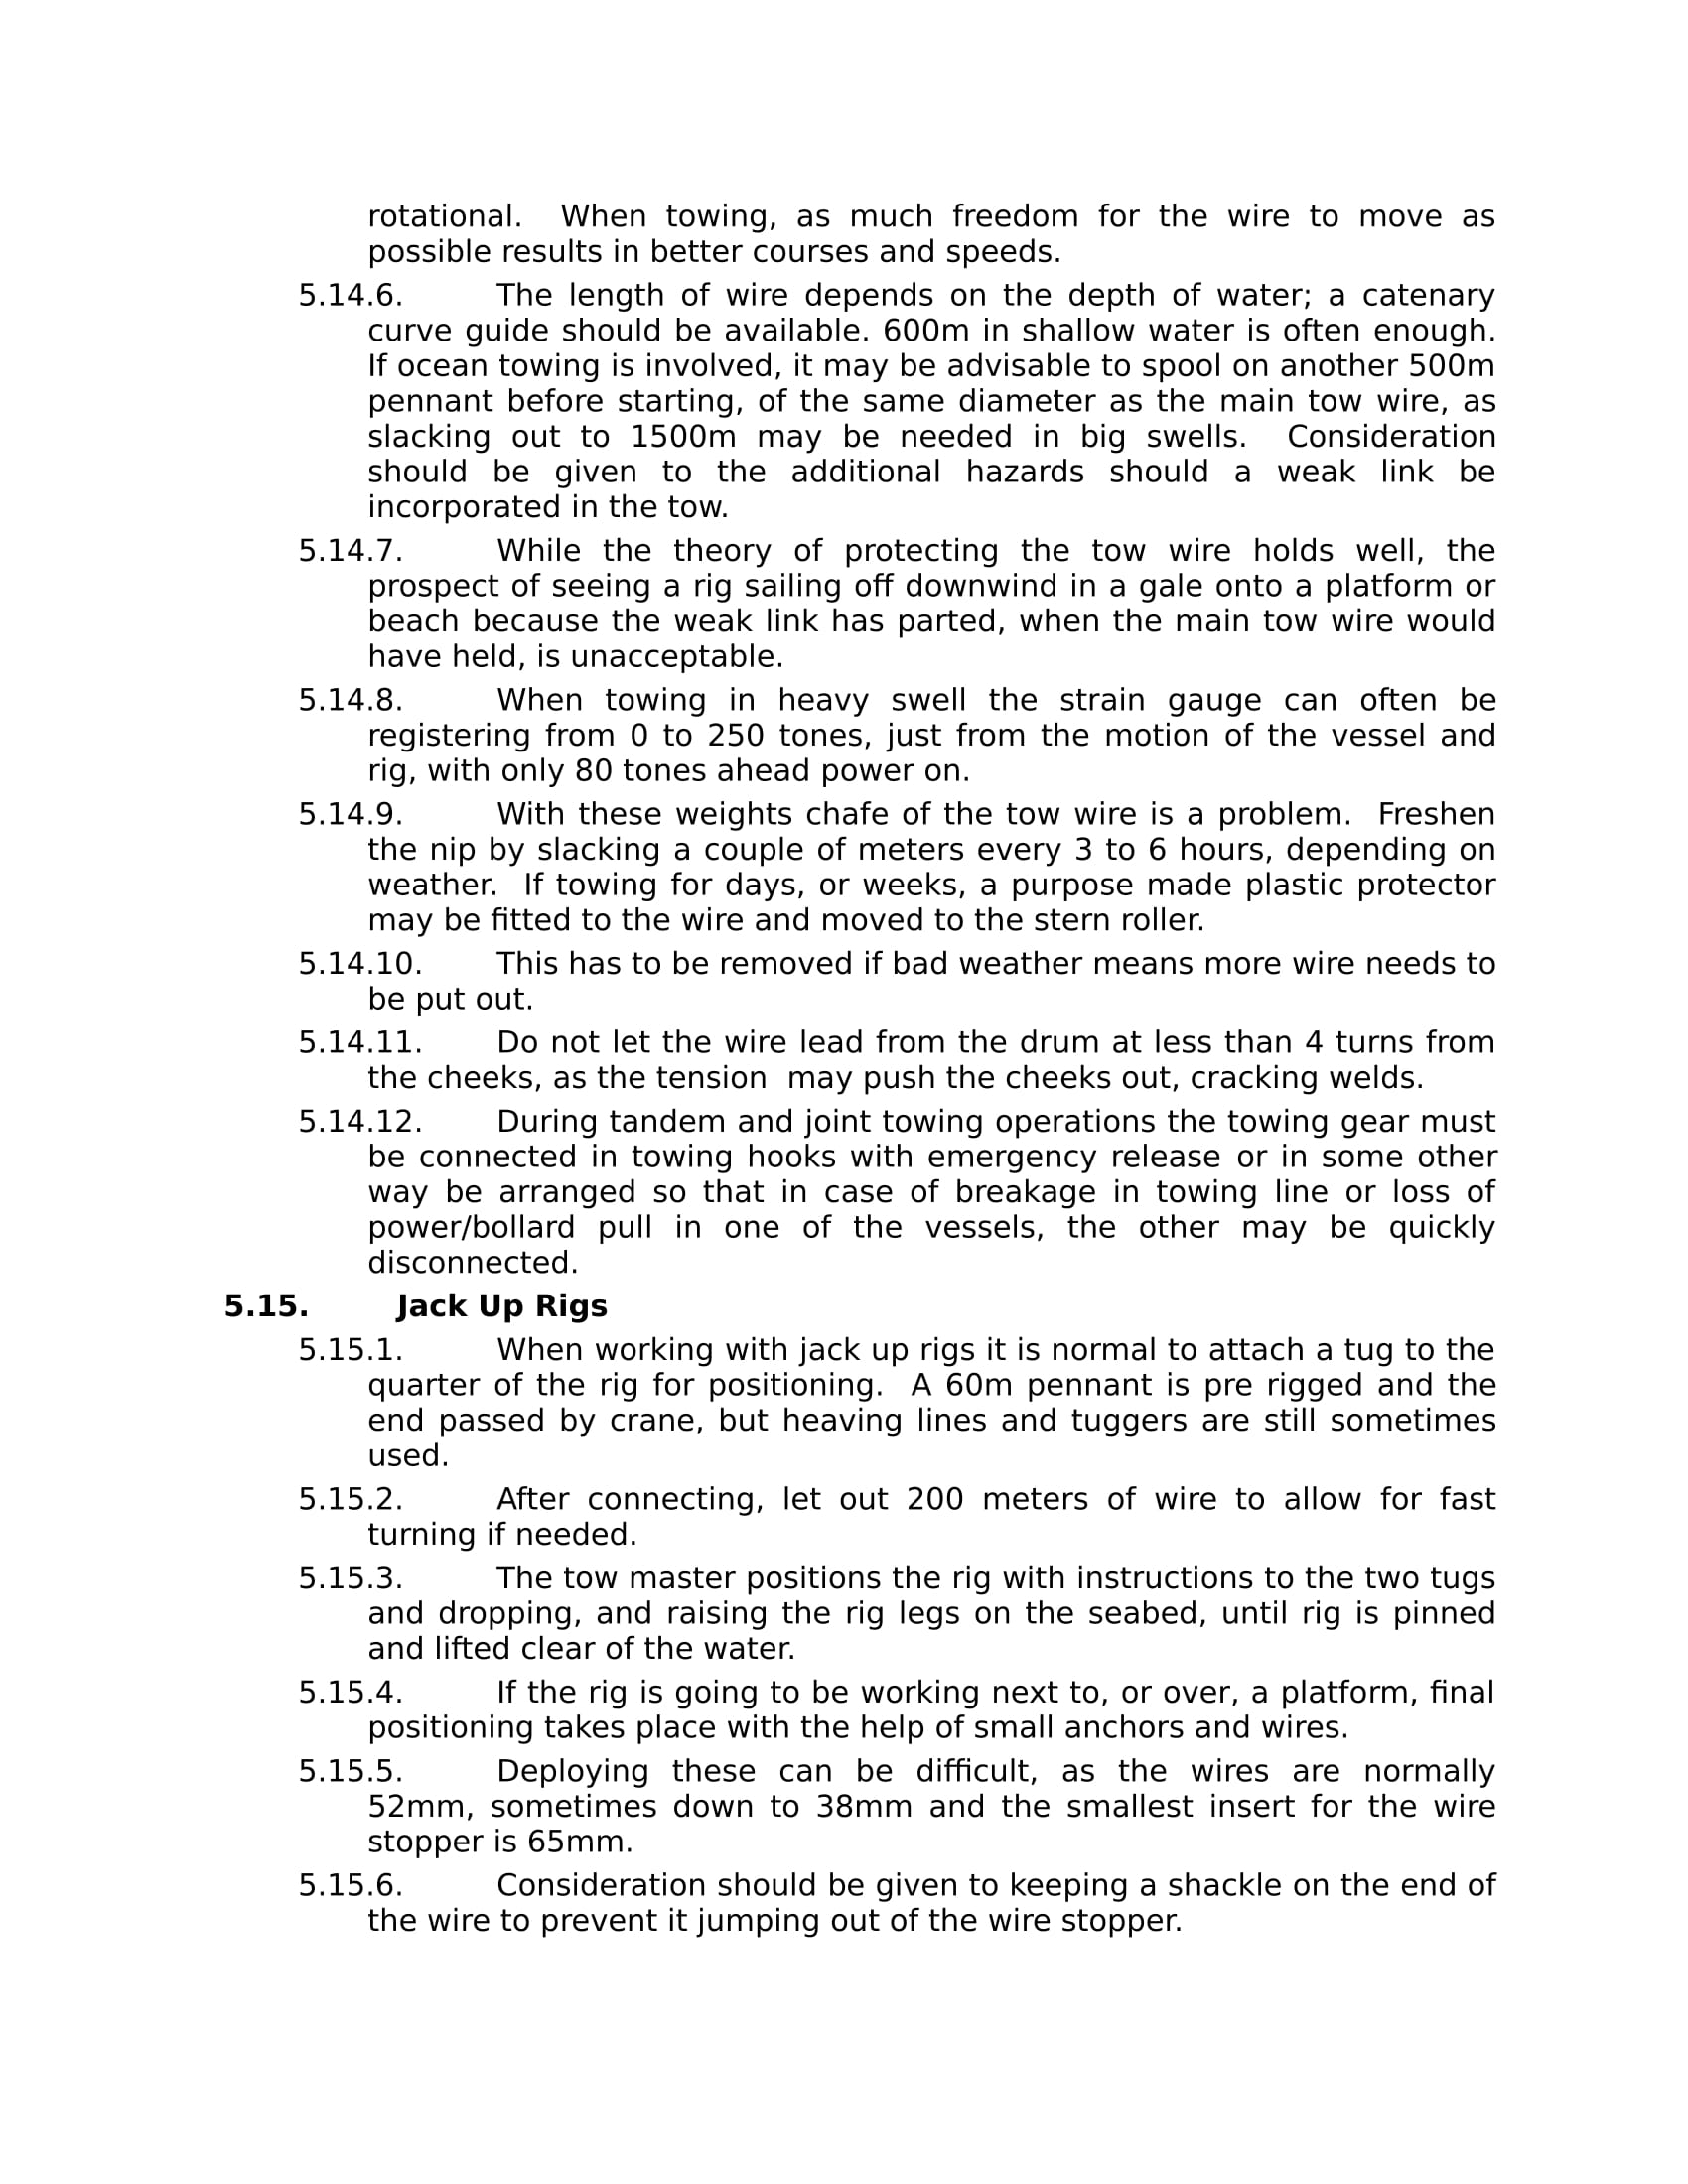 rotational.  When towing, as much freedom for the wire to move as
possible results in better courses and speeds.
5.14.6. The length of wire depends on the depth of water; a catenary
curve guide should be available. 600m in shallow water is often enough.
If ocean towing is involved, it may be advisable to spool on another 500m
pennant before starting, of the same diameter as the main tow wire, as
slacking out to 1500m may be needed in big swells.  Consideration
should be given to the additional hazards should a weak link be
incorporated in the tow.
5.14.7. While the theory of protecting the tow wire holds well, the
prospect of seeing a rig sailing off downwind in a gale onto a platform or
beach because the weak link has parted, when the main tow wire would
have held, is unacceptable.
5.14.8. When towing in heavy swell the strain gauge can often be
registering from 0 to 250 tones, just from the motion of the vessel and
rig, with only 80 tones ahead power on.
5.14.9. With these weights chafe of the tow wire is a problem.  Freshen
the nip by slacking a couple of meters every 3 to 6 hours, depending on
weather.  If towing for days, or weeks, a purpose made plastic protector
may be fitted to the wire and moved to the stern roller.
5.14.10. This has to be removed if bad weather means more wire needs to
be put out.
5.14.11. Do not let the wire lead from the drum at less than 4 turns from
the cheeks, as the tension  may push the cheeks out, cracking welds.
5.14.12. During tandem and joint towing operations the towing gear must
be connected in towing hooks with emergency release or in some other
way be arranged so that in case of breakage in towing line or loss of
power/bollard pull in one of the vessels, the other may be quickly
disconnected.
5.15. Jack Up Rigs
5.15.1. When working with jack up rigs it is normal to attach a tug to the
quarter of the rig for positioning.  A 60m pennant is pre rigged and the
end passed by crane, but heaving lines and tuggers are still sometimes
used.
5.15.2. After connecting, let out 200 meters of wire to allow for fast
turning if needed.
5.15.3. The tow master positions the rig with instructions to the two tugs
and dropping, and raising the rig legs on the seabed, until rig is pinned
and lifted clear of the water.
5.15.4. If the rig is going to be working next to, or over, a platform, final
positioning takes place with the help of small anchors and wires.
5.15.5. Deploying these can be difficult, as the wires are normally
52mm, sometimes down to 38mm and the smallest insert for the wire
stopper is 65mm.
5.15.6. Consideration should be given to keeping a shackle on the end of
the wire to prevent it jumping out of the wire stopper.